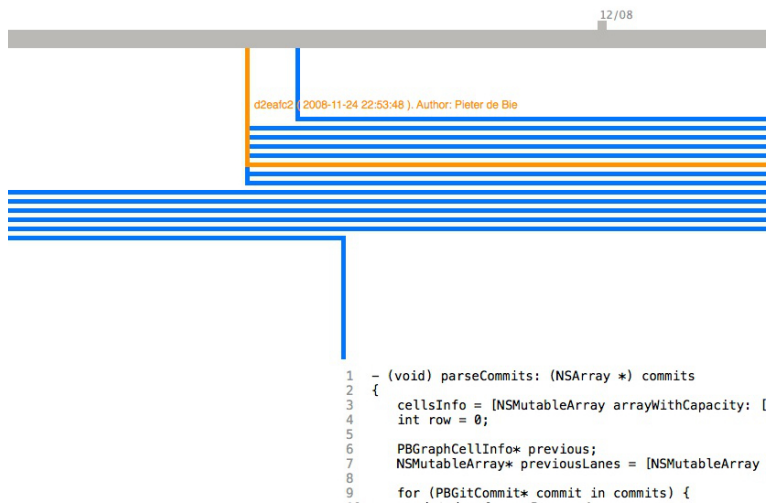 12/08
d2eafc2 ( 2008-11-24 22:53:48 ). Author: Pieter de Bie
1 – (void) parseCommits: (NSArray *) commits
2 {
3 cellsInfo = [NSMutableArray arrayWithCapacity: [
4 int row = 0;
5
6 PBGraphCellInfo* previous;
7 NSMutableArray* previousLanes = [NSMutableArray
8
9 for (PBGitCommit* commit in commits) {